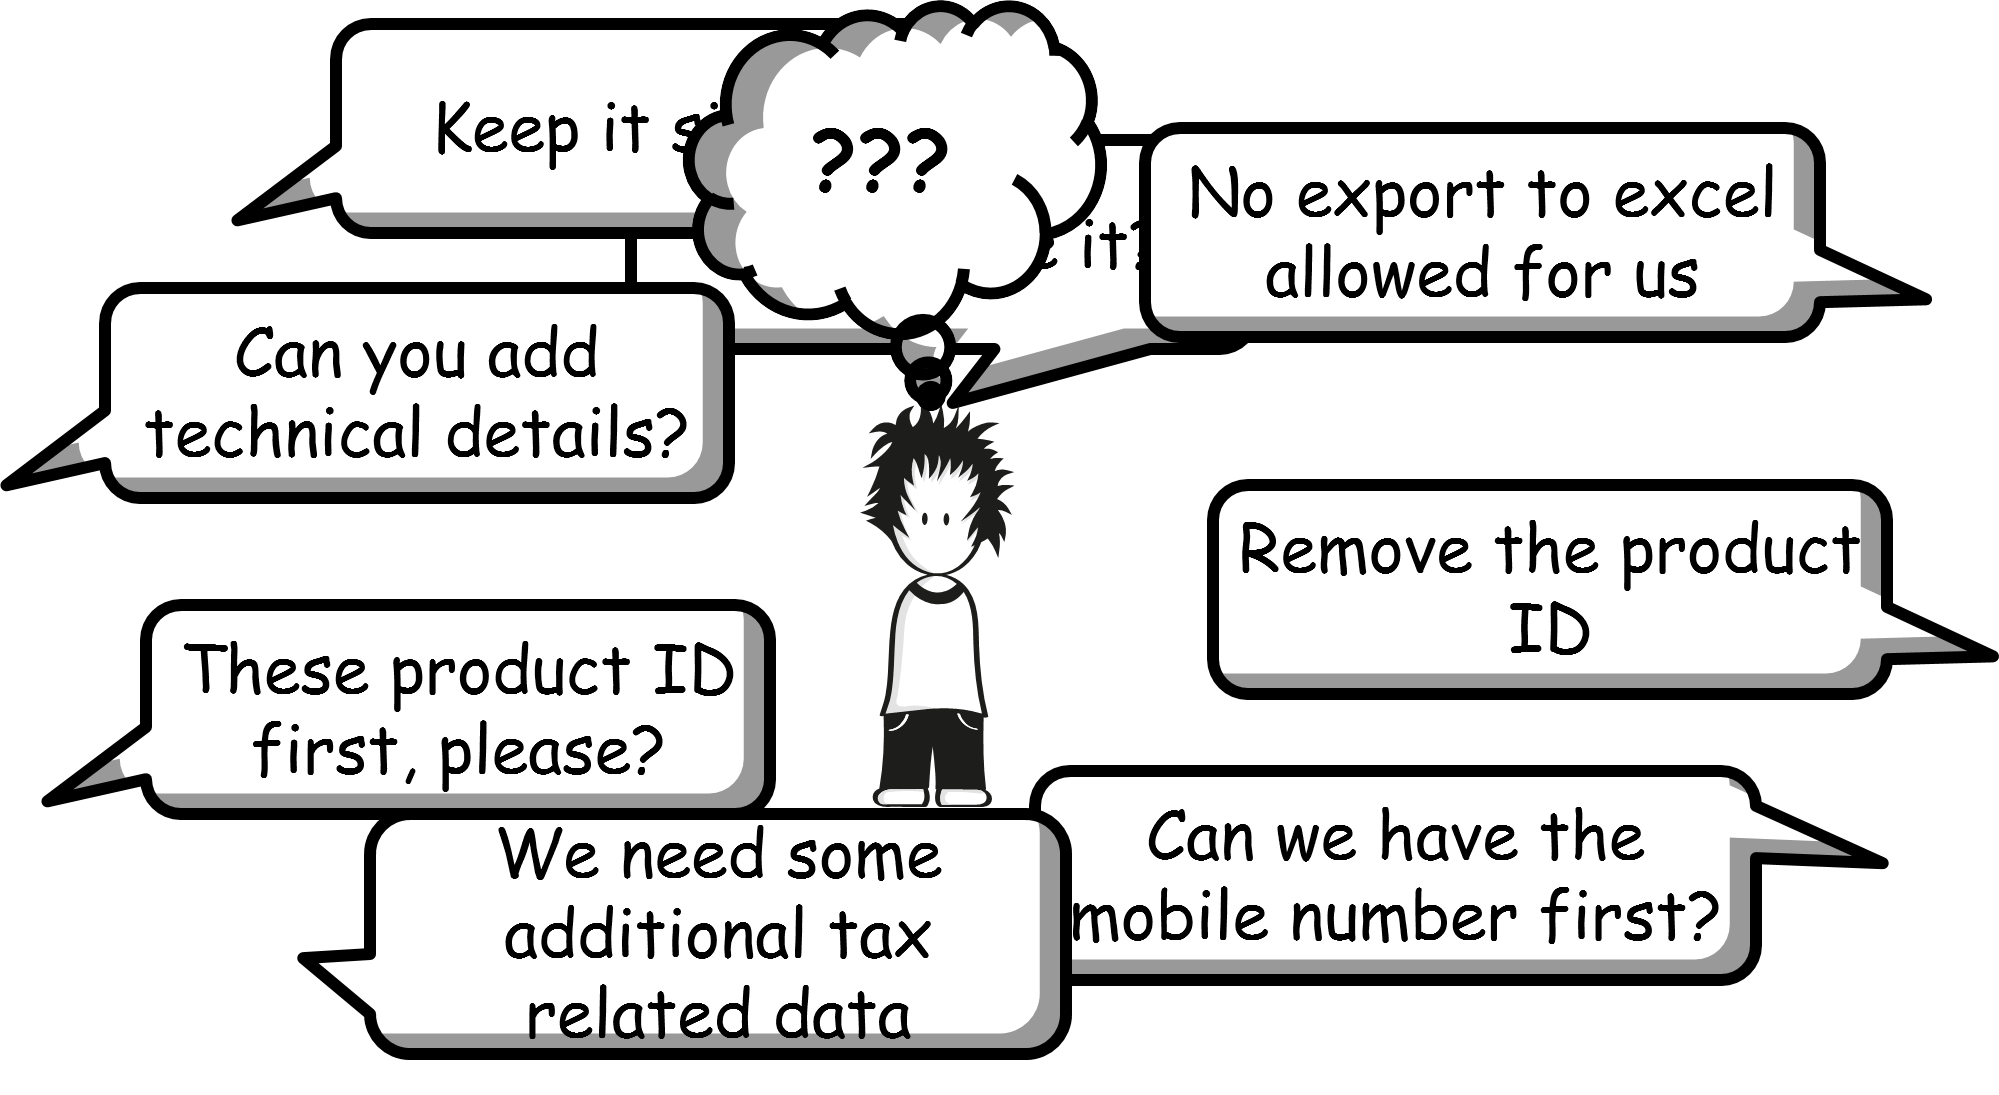 Keep it
???
it?
No export to excel
allowed for us
Can you add
technical details?
Remove the product
ID
These product ID
first, please?
Can we have the
mobile number first?
We need some
additional tax
related data